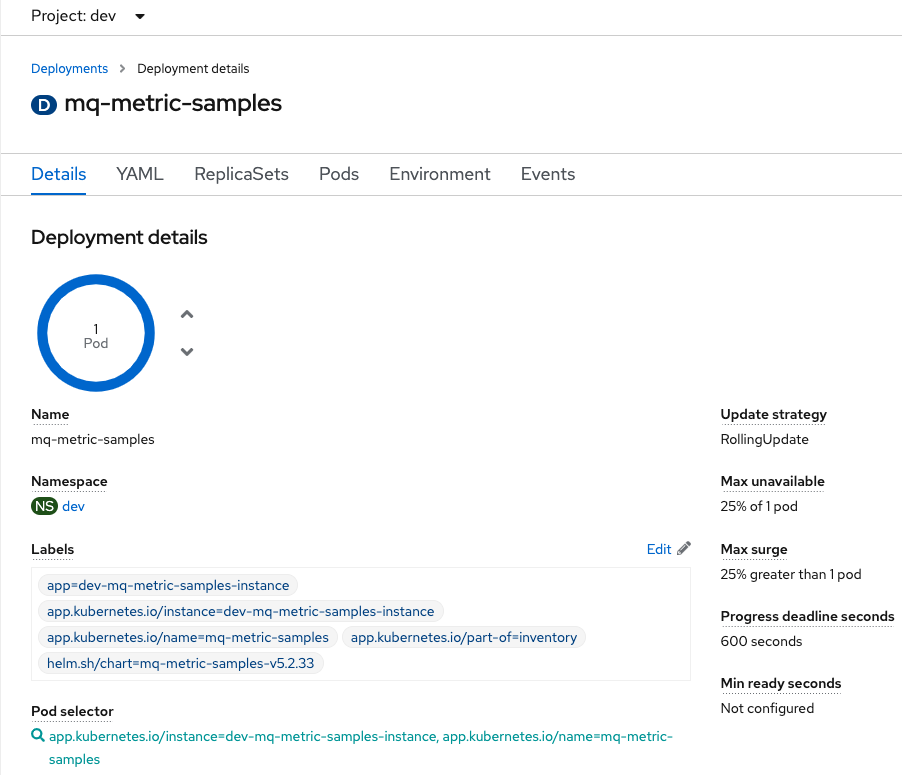 Project: dev
Deployments > Deployment details
D mq-metric-samples
Details YAML ReplicaSets Pods Environment Events
Deployment details
1
Pod
Name
mq-metric-samples
Namespace
NS dev
Labels Edit
app=dev-mq-metric-samples-instance
app.kubernetes.io/instance=dev-mq-metric-samples-instance
app.kubernetes.io/name=mq-metric-samples app.kubernetes.io/part-of=inventory
helm.sh/chart=mq-metric-samples-v5.2.33
Pod selector
app.kubernetes.io/instance=dev-mq-metric-samples-instance, app.kubernetes.io/name=mq-metric-
samples
Update strategy
RollingUpdate
Max unavailable
25% of 1 pod
Max surge
25% greater than 1 pod
Progress deadline seconds
600 seconds
Min ready seconds
Not configured